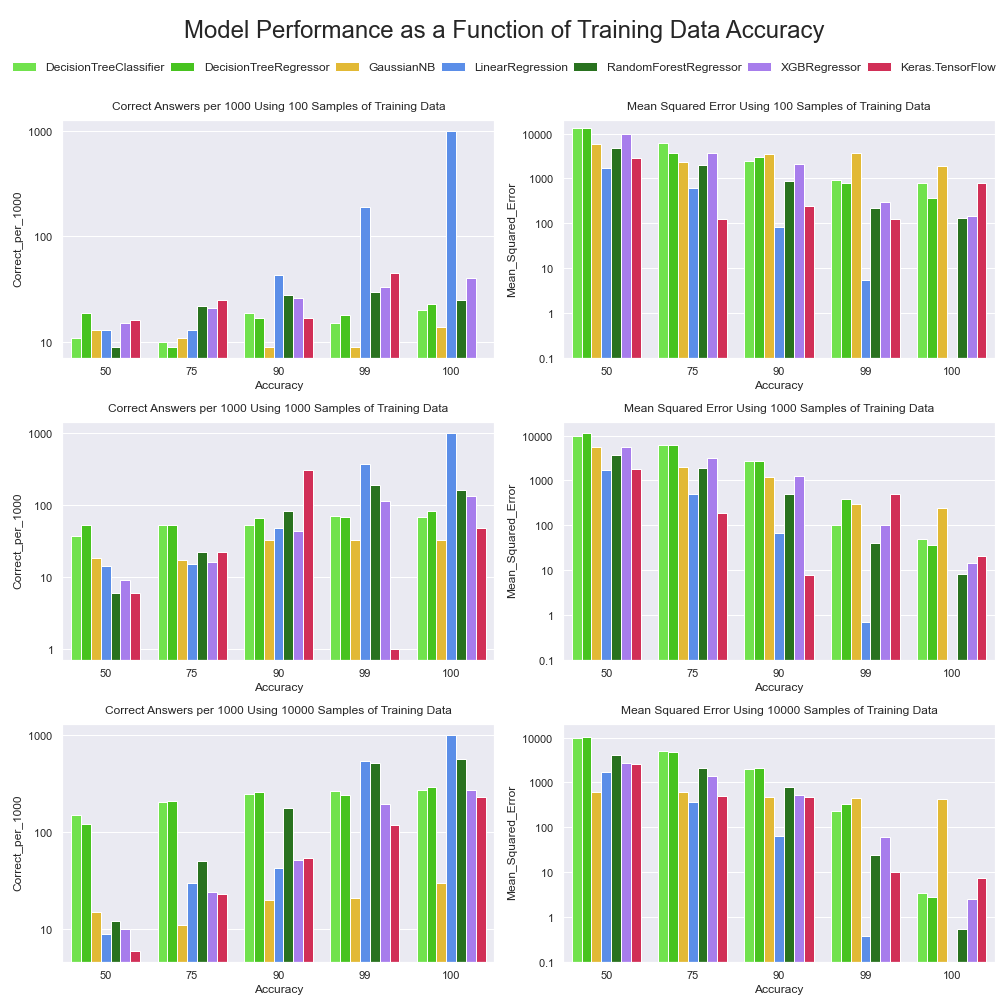 Model Performance as a Function of Training Data Accuracy
DecisionTreeClassifier DecisionTreeRegressor GaussianNB LinearRegression RandomForestRegressor XGBRegressor Keras.TensorFlow
Correct Answers per 1000 Using 100 Samples of Training Data
Correct_per_1000
1000
100
10
50 75 90 99 100
Accuracy
Mean Squared Error Using 100 Samples of Training Data
Mean_Squared_Error
10000
1000
100
10
1
0.1
50 75 90 99 100
Accuracy
Correct Answers per 1000 Using 1000 Samples of Training Data
Correct_per_1000
1000
100
10
1
50 75 90 99 100
Accuracy
Mean Squared Error Using 1000 Samples of Training Data
Mean_Squared_Error
10000
1000
100
10
1
0.1
50 75 90 99 100
Accuracy
Correct Answers per 1000 Using 10000 Samples of Training Data
Correct_per_1000
1000
100
10
50 75 90 99 100
Accuracy
Mean Squared Error Using 10000 Samples of Training Data
Mean_Squared_Error
10000
1000
100
10
1
0.1
50 75 90 99 100
Accuracy